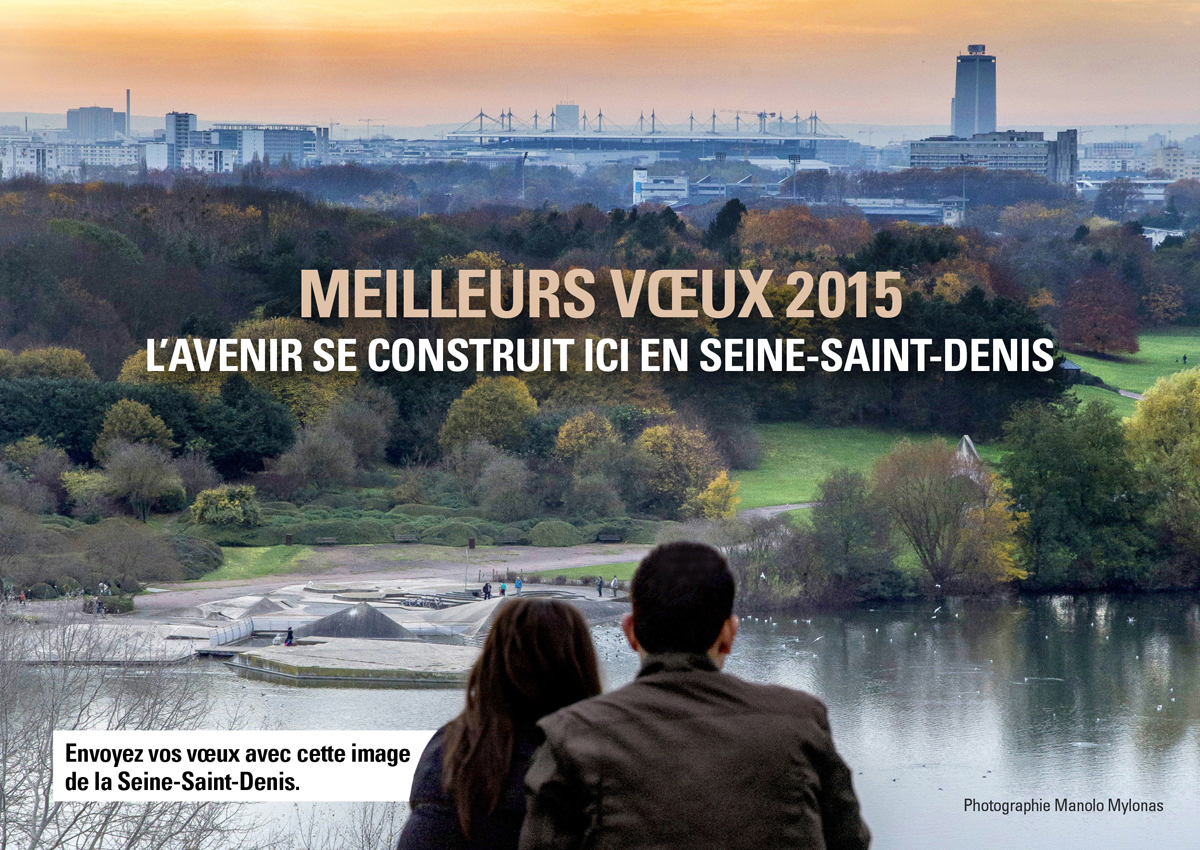 MEILLEURS VŒUX 2015
L'AVENIR SE CONSTRUIT ICI EN SEINE-SAINT-DENIS
Envoyez vos vœux avec cette image
de la Seine-Saint-Denis.
Photographie Manolo Mylonas